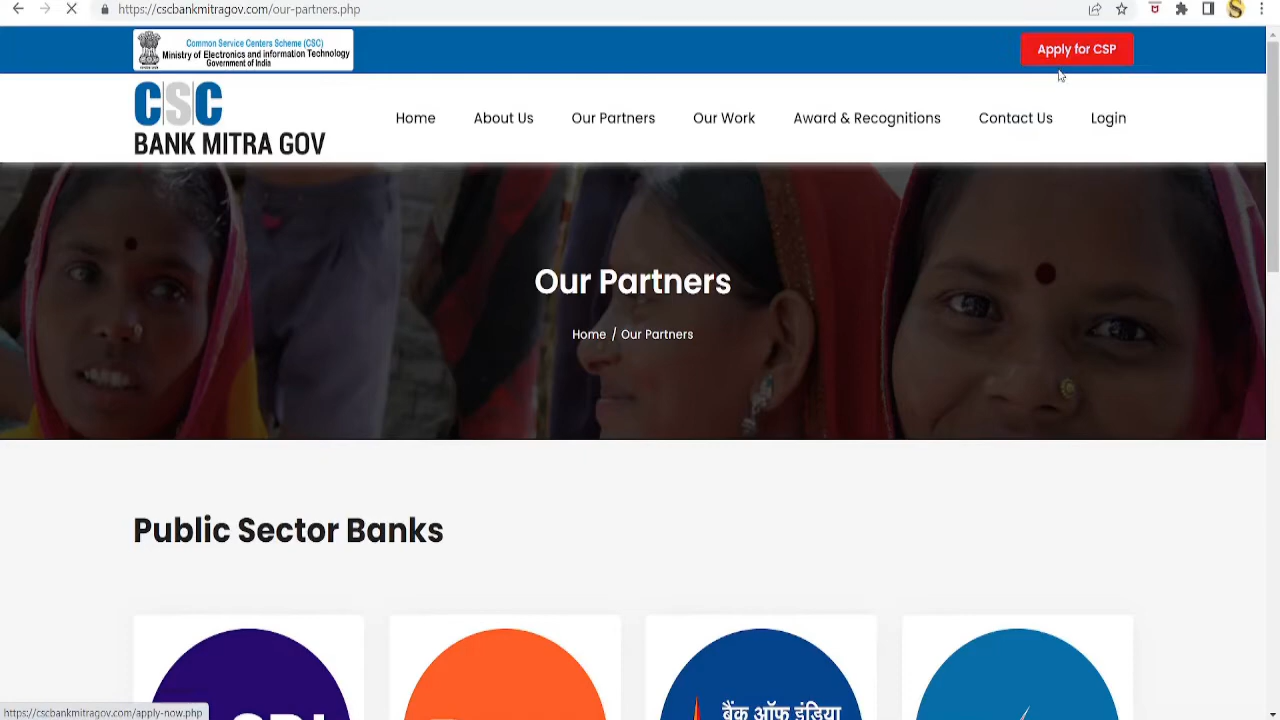 https://cscbankmitragov.com/our-partners.php
Common Service Centers Scheme (CSC)
Ministry of Electronics and information Technology
Government of India
Apply for CSP
CSC
BANK MITRA GOV
Home About Us Our Partners Our Work Award & Recognitions Contact Us Login
Our Partners
Home / Our Partners
Public Sector Banks
बैंक ऑफ इंडिया
https://cscbankmitragov.com/apply-now.php